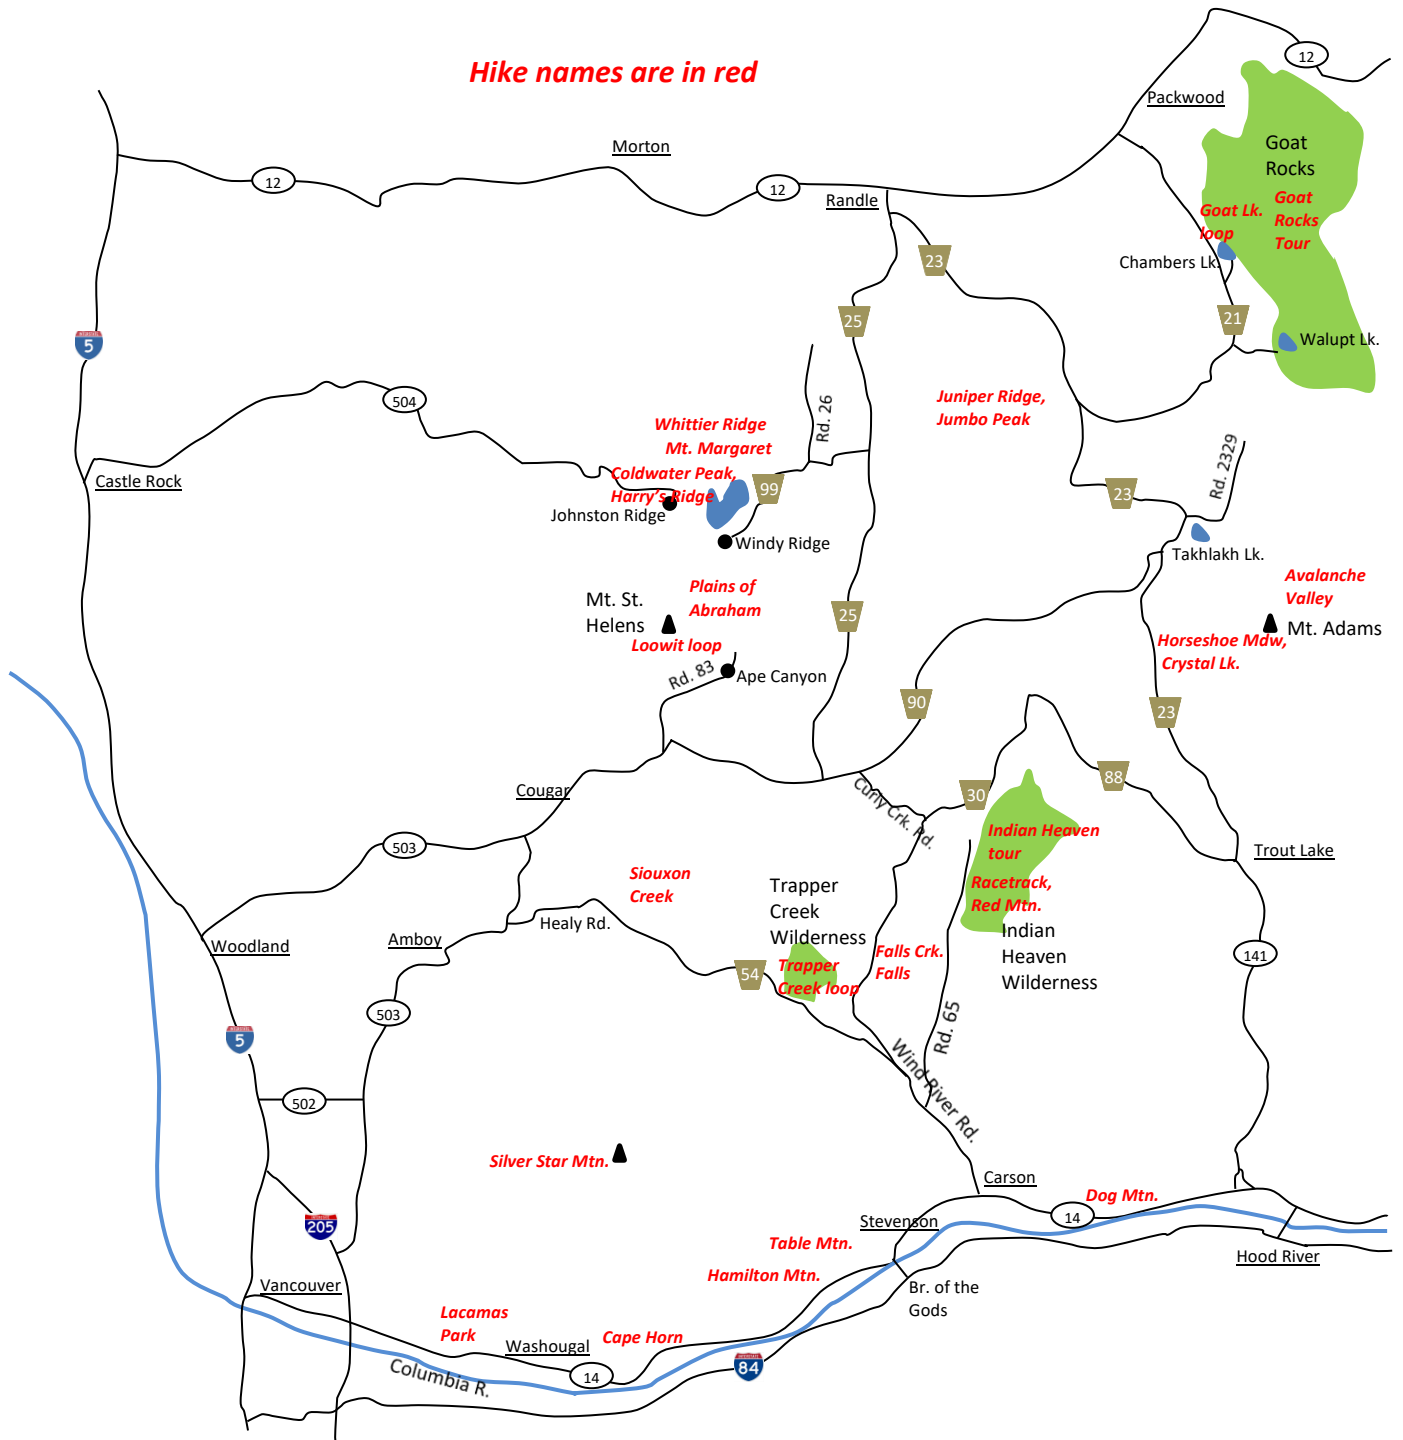 Hike names are in red
12
Packwood
Goat
Rocks
Morton
12
12
Randle
Goat Lk.
loop
Goat
Rocks
Tour
23
Chambers Lk.
25
21
5
Walupt Lk.
504
Rd. 26
Juniper Ridge,
Jumbo Peak
Whittier Ridge
Mt. Margaret
Coldwater Peak,
Harry's Ridge
Rd. 2329
Castle Rock
99
23
Johnston Ridge
Windy Ridge
Takhlakh Lk.
Plains of
Abraham
Avalanche
Valley
Mt. St.
Helens
25
Mt. Adams
Loowit loop
Horseshoe Mdw,
Crystal Lk.
Rd. 83
Ape Canyon
90
23
Cougar
Curly Crk. Rd.
30
88
503
Indian Heaven
tour
Trout Lake
Siouxon
Creek
Trapper
Creek
Wilderness
Racetrack,
Red Mtn.
Indian
Heaven
Wilderness
Healy Rd.
Woodland
Amboy
Falls Crk.
Falls
141
54
Trapper
Creek loop
503
5
Rd. 65
Wind River Rd.
502
Silver Star Mtn.
Carson
Dog Mtn.
205
14
Stevenson
Table Mtn.
Hood River
Hamilton Mtn.
Vancouver
Br. of the
Gods
Lacamas
Park
Cape Horn
Washougal
14
84
Columbia R.